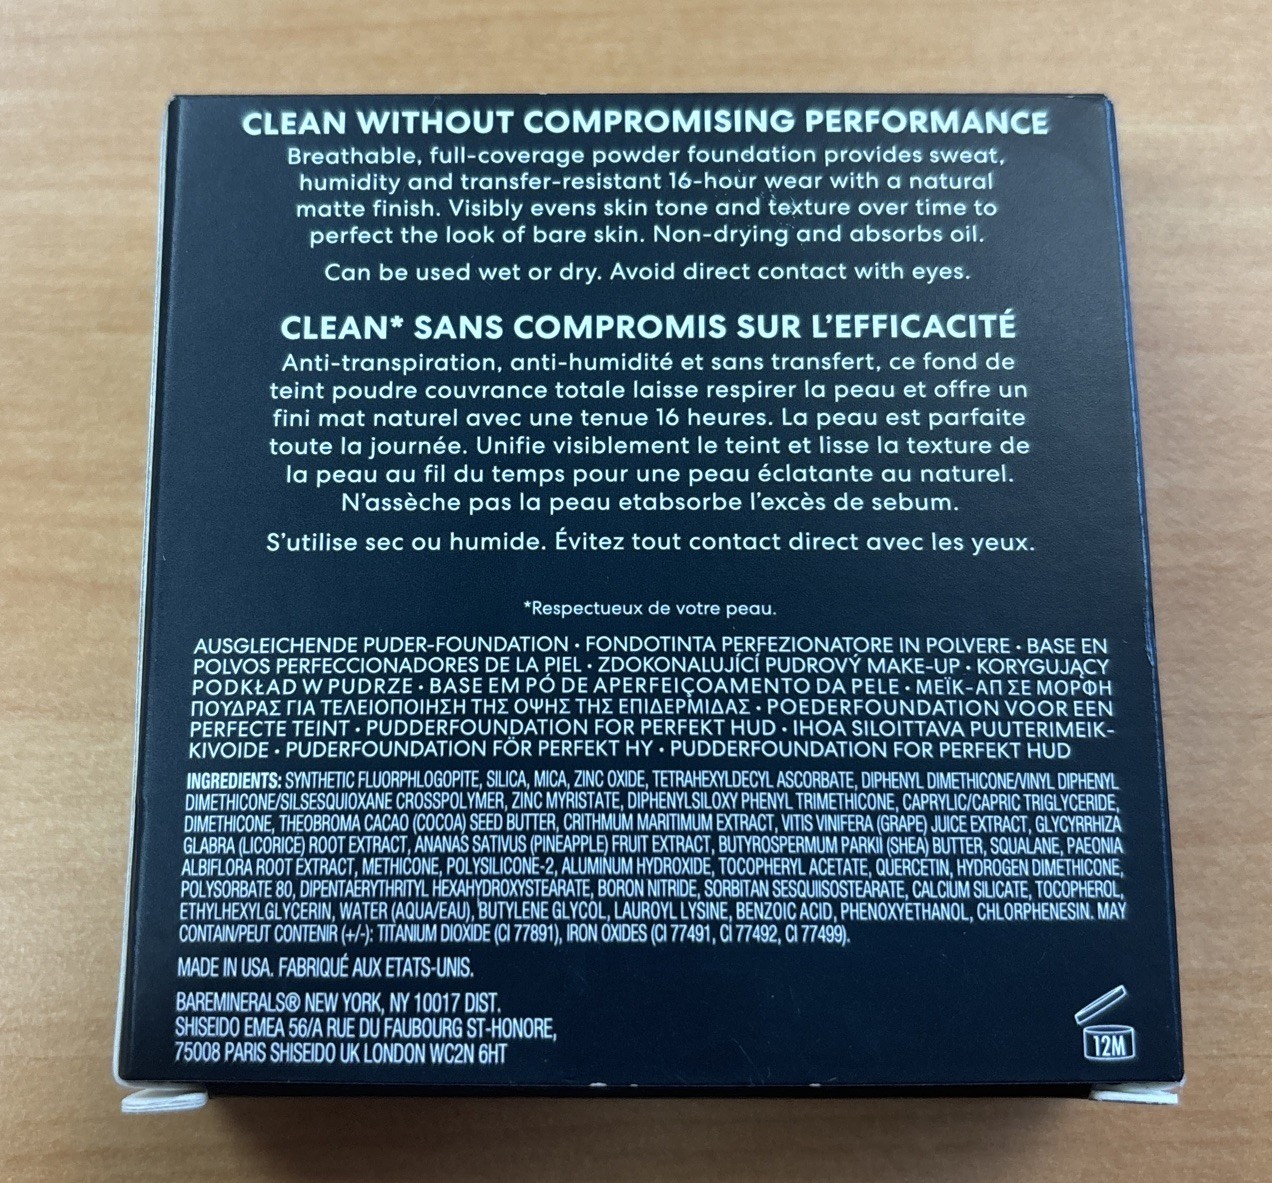 CLEAN WITHOUT COMPROMISING PERFORMANCE
Breathable, full-coverage powder foundation provides sweat,
humidity and transfer-resistant 16-hour wear with a natural
matte finish. Visibly evens skin tone and texture over time to
perfect the look of bare skin. Non-drying and absorbs oil.
Can be used wet or dry. Avoid direct contact with eyes.
CLEAN* SANS COMPROMIS SUR L'EFFICACITÉ
Anti-transpiration, anti-humidité et sans transfert, ce fond de
teint poudre couvrance totale laisse respirer la peau et offre un
fini mat naturel avec une tenue 16 heures. La peau est parfaite
toute la journée. Unifie visiblement le teint et lisse la texture de
la peau au fil du temps pour une peau éclatante au naturel.
N'assèche pas la peau etabsorbe l'excès de sebum.
S'utilise sec ou humide. Évitez tout contact direct avec les yeux.
*Respectueux de votre peau.
AUSGLEICHENDE PUDER-FOUNDATION · FONDOTINTA PERFEZIONATORE IN POLVERE · BASE EN
POLVOS PERFECCIONADORES DE LA PIEL · ZDOKONALUJÍCÍ PUDROVÝ MAKE-UP · KORYGUJĄCY
PODKŁAD W PUDRZE · BASE EM PÓ DE APERFEIÇOAMENTO DA PELE · ΜΕΪΚ-ΑΠ ΣΕ ΜΟΡΦΗ
ΠΟΥΔΡΑΣ ΓΙΑ ΤΕΛΕΙΟΠΟΙΗΣΗ ΤΗΣ ΟΨΗΣ ΤΗΣ ΕΠΙΔΕΡΜΙΔΑΣ · POEDERFOUNDATION VOOR EEN
PERFECTE TEINT · PUDDERFOUNDATION FOR PERFEKT HUD · IHOA SILOITTAVA PUUTERIMEIK-
KIVOIDE · PUDERFOUNDATION FÖR PERFEKT HY · PUDDERFOUNDATION FOR PERFEKT HUD
INGREDIENTS: SYNTHETIC FLUORPHLOGOPITE, SILICA, MICA, ZINC OXIDE, TETRAHEXYLDECYL ASCORBATE, DIPHENYL DIMETHICONE/VINYL DIPHENYL
DIMETHICONE/SILSESQUIOXANE CROSSPOLYMER, ZINC MYRISTATE, DIPHENYLSILOXY PHENYL TRIMETHICONE, CAPRYLIC/CAPRIC TRIGLYCERIDE,
DIMETHICONE, THEOBROMA CACAO (COCOA) SEED BUTTER, CRITHMUM MARITIMUM EXTRACT, VITIS VINIFERA (GRAPE) JUICE EXTRACT, GLYCYRRHIZA
GLABRA (LICORICE) ROOT EXTRACT, ANANAS SATIVUS (PINEAPPLE) FRUIT EXTRACT, BUTYROSPERMUM PARKII (SHEA) BUTTER, SQUALANE, PAEONIA
ALBIFLORA ROOT EXTRACT, METHICONE, POLYSILICONE-2, ALUMINUM HYDROXIDE, TOCOPHERYL ACETATE, QUERCETIN, HYDROGEN DIMETHICONE,
POLYSORBATE 80, DIPENTAERYTHRITYL HEXAHYDROXYSTEARATE, BORON NITRIDE, SORBITAN SESQUIISOSTEARATE, CALCIUM SILICATE, TOCOPHEROL,
ETHYLHEXYLGLYCERIN, WATER (AQUA/EAU), BUTYLENE GLYCOL, LAUROYL LYSINE, BENZOIC ACID, PHENOXYETHANOL, CHLORPHENESIN. MAY
CONTAIN/PEUT CONTENIR (+/-): TITANIUM DIOXIDE (CI 77891), IRON OXIDES (CI 77491, CI 77492, CI 77499).
MADE IN USA. FABRIQUÉ AUX ETATS-UNIS.
BAREMINERALS® NEW YORK, NY 10017 DIST.
SHISEIDO EMEA 56/A RUE DU FAUBOURG ST-HONORE,
75008 PARIS SHISEIDO UK LONDON WC2N 6HT
12M